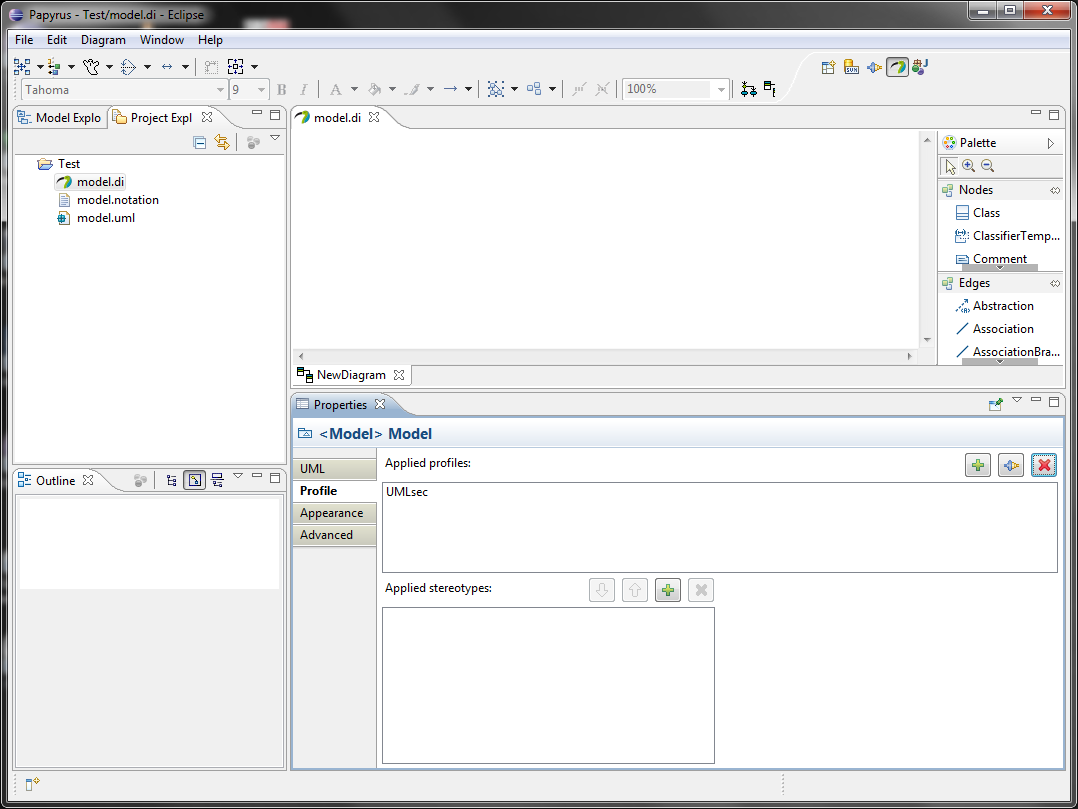 Papyrus - Test/model.di - Eclipse
File Edit Diagram Window Help
Tahoma 9 B I A 100%
Model Explo Project Expl
Test
model.di
model.notation
model.uml
model.di
Palette
Nodes
Class
ClassifierTemp...
Comment
Edges
Abstraction
Association
AssociationBra...
NewDiagram
Outline
Properties
<Model> Model
UML
Profile
Appearance
Advanced
Applied profiles:
UMLsec
Applied stereotypes: